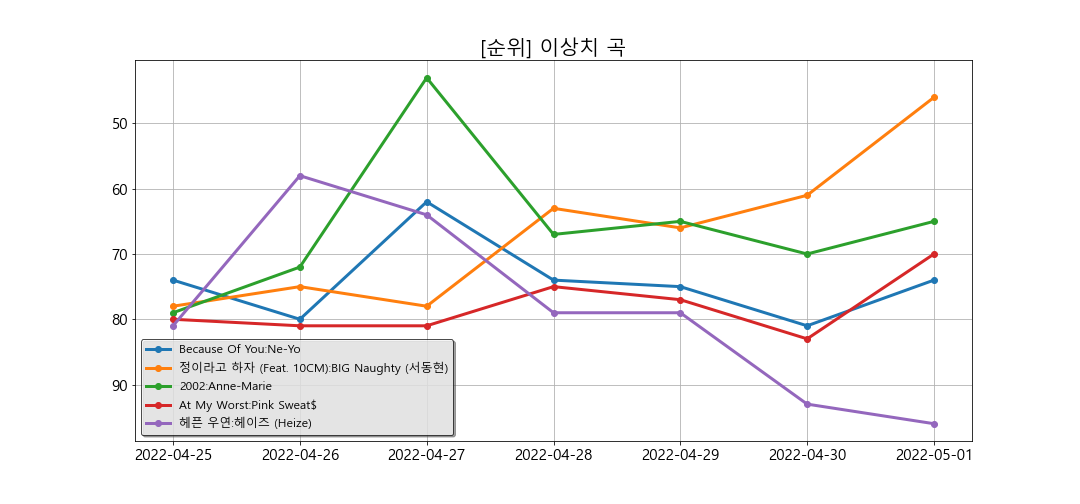 [순위] 이상치 곡
50
60
70
80
90
Because Of You:Ne-Yo
정이라고 하자 (Feat. 10CM):BIG Naughty (서동현)
2002:Anne-Marie
At My Worst:Pink Sweat$
헤픈 우연:헤이즈 (Heize)
2022-04-25 2022-04-26 2022-04-27 2022-04-28 2022-04-29 2022-04-30 2022-05-01